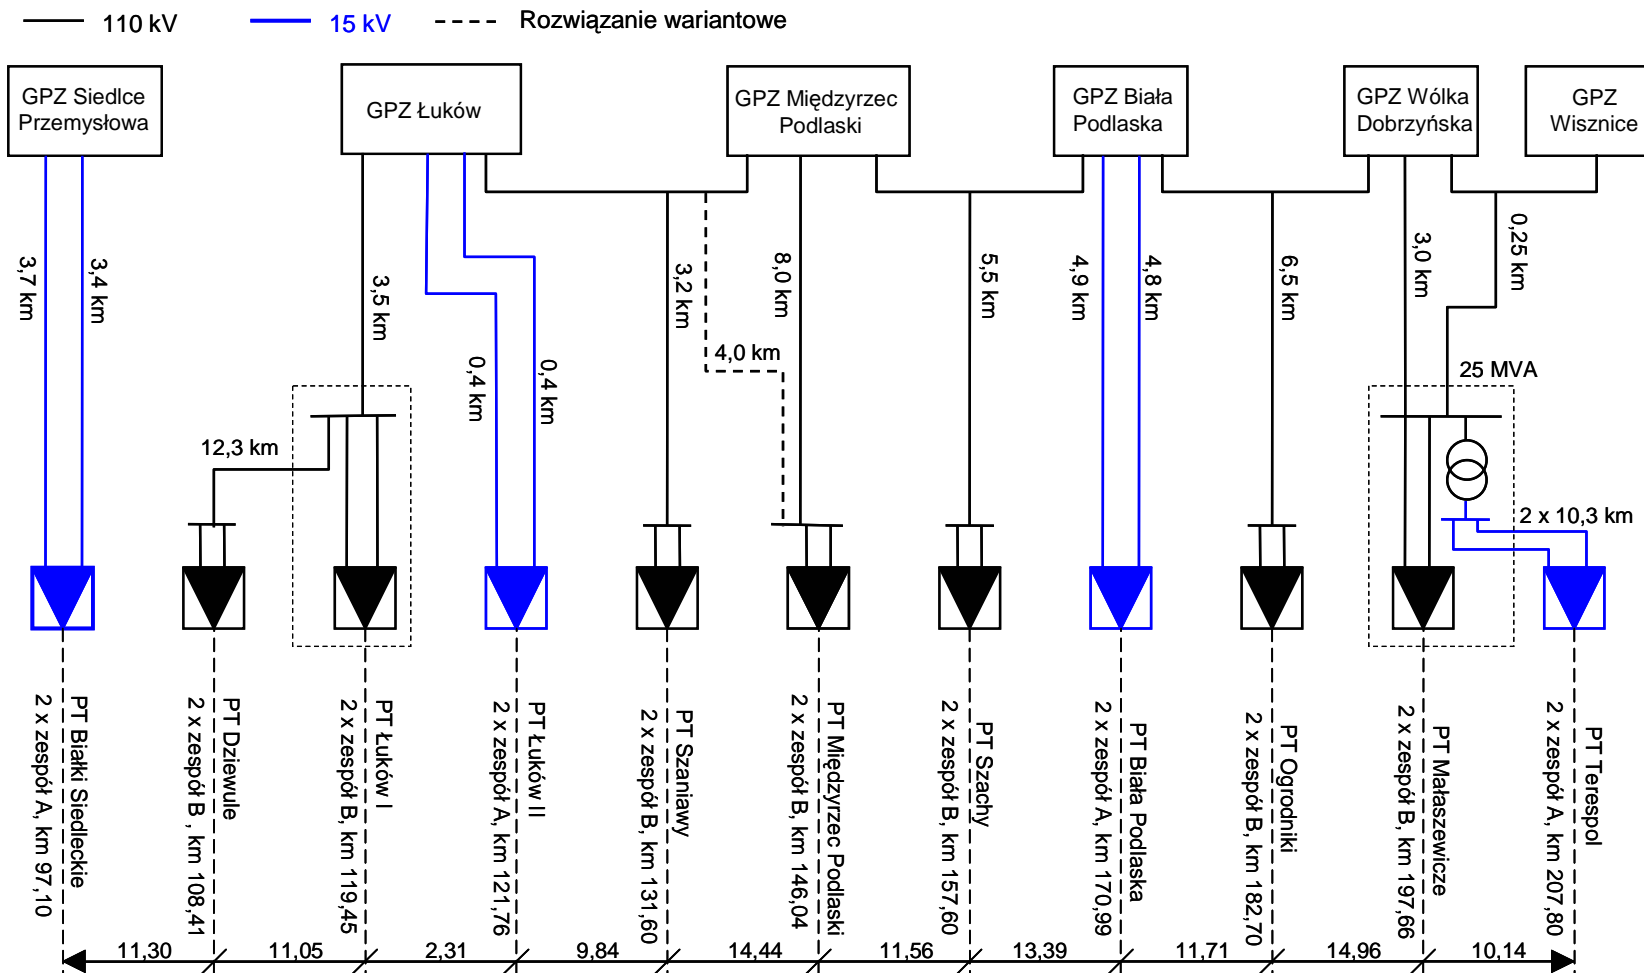 110 kV
15 kV
Rozwiązanie wariantowe
GPZ Siedlce
Przemysłowa
GPZ Łuków
GPZ Międzyrzec
Podlaski
GPZ Biała
Podlaska
GPZ Wólka
Dobrzyńska
GPZ
Wisznice
3,7 km
3,4 km
3,5 km
0,4 km
0,4 km
3,2 km
4,0 km
8,0 km
5,5 km
4,9 km
4,8 km
6,5 km
3,0 km
0,25 km
25 MVA
12,3 km
2 x 10,3 km
PT Białki Siedleckie
2 x zespół A, km 97,10
PT Dziewule
2 x zespół B , km 108,41
PT Łuków I
2 x zespół B, km 119,45
PT Łuków II
2 x zespół A, km 121,76
PT Szaniawy
2 x zespół B, km 131,60
PT Międzyrzec Podlaski
2 x zespół B, km 146,04
PT Szachy
2 x zespół B, km 157,60
PT Biała Podlaska
2 x zespół A, km 170,99
PT Ogrodniki
2 x zespół B, km 182,70
PT Małaszewicze
2 x zespół B, km 197,66
PT Terespol
2 x zespół A, km 207,80
11,30
11,05
2,31
9,84
14,44
11,56
13,39
11,71
14,96
10,14